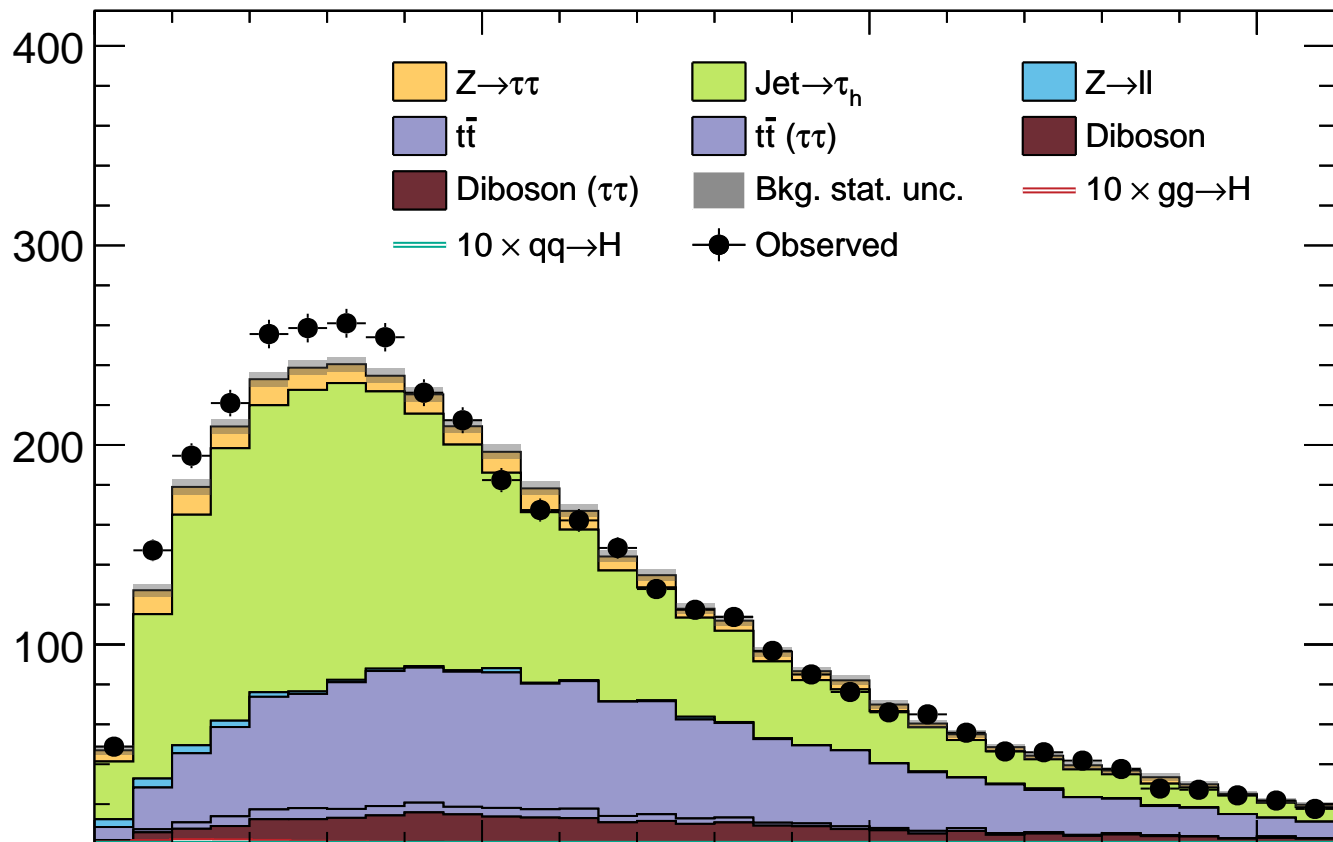 400
Z→ττ Jet→τₕ Z→ll
tt̄ tt̄ (ττ) Diboson
Diboson (ττ) Bkg. stat. unc. 10 × gg→H
10 × qq→H Observed
300
200
100